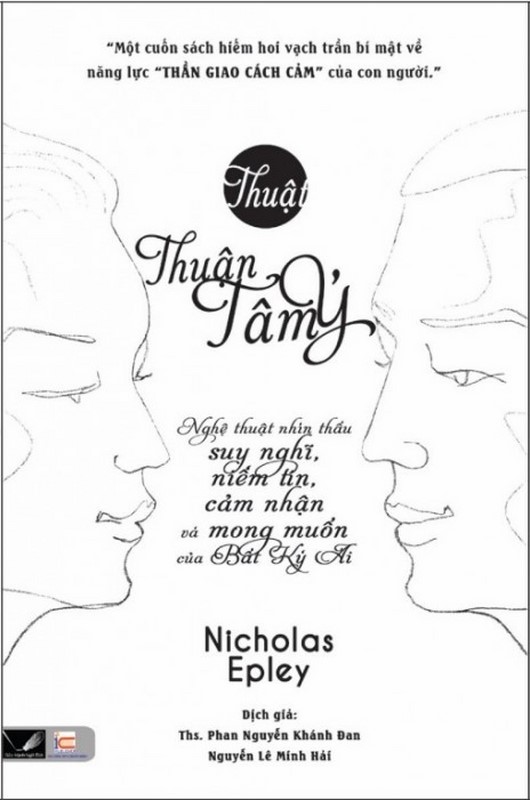 “Một cuốn sách hiếm hoi vạch trần bí mật về
năng lực “THẦN GIAO CÁCH CẢM” của con người.”
Thuật
Thuận
Tâm Ý
Nghệ thuật nhìn thấu
suy nghĩ,
niềm tin,
cảm nhận
và mong muốn
của Bất Kỳ Ai
Nicholas
Epley
Dịch giả:
Ths. Phan Nguyễn Khánh Đan
Nguyễn Lê Minh Hải